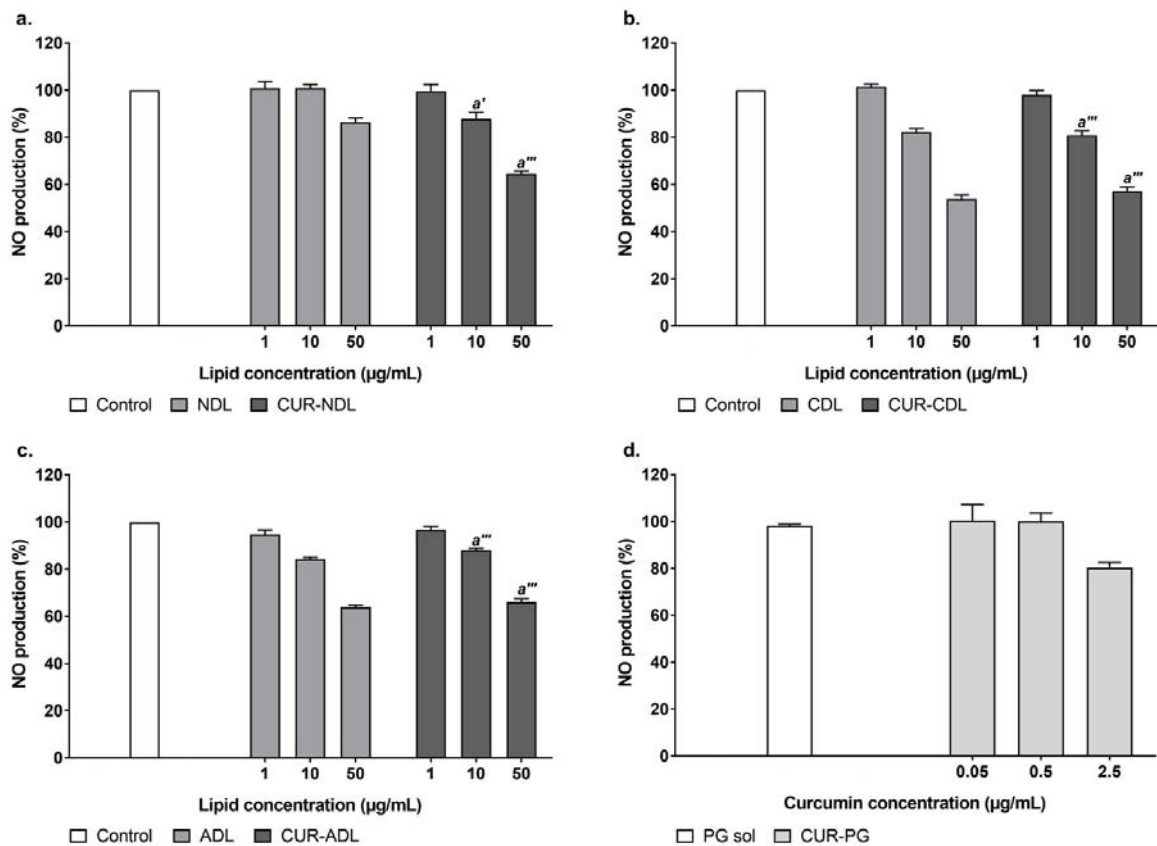 a.
NO production (%)
120
100
80
60
40
20
0
a'
a'''
1 10 50 1 10 50
Lipid concentration (µg/mL)
Control NDL CUR-NDL
b.
NO production (%)
120
100
80
60
40
20
0
a'''
a'''
1 10 50 1 10 50
Lipid concentration (µg/mL)
Control CDL CUR-CDL
c.
NO production (%)
120
100
80
60
40
20
0
a'''
a'''
1 10 50 1 10 50
Lipid concentration (µg/mL)
Control ADL CUR-ADL
d.
NO production (%)
120
100
80
60
40
20
0
0.05 0.5 2.5
Curcumin concentration (µg/mL)
PG sol CUR-PG